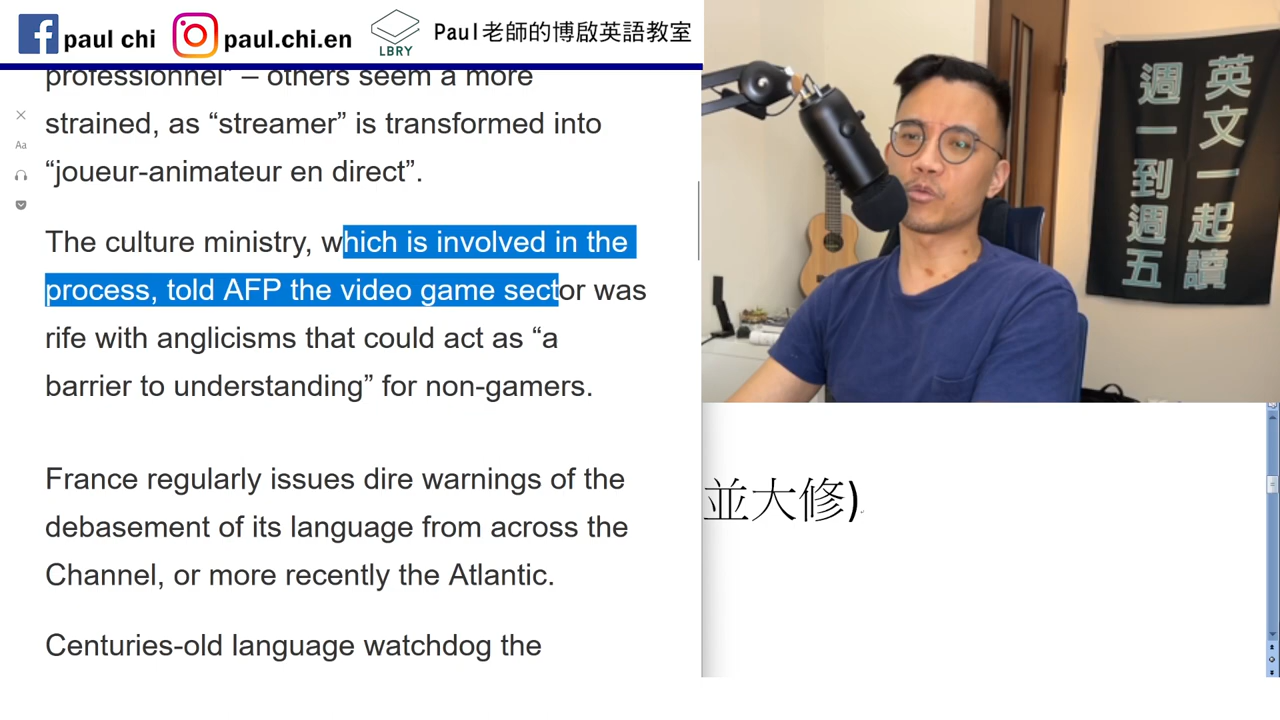 paul chi
paul.chi.en
LBRY
Paul老師的博啟英語教室
professionnel” – others seem a more
strained, as “streamer” is transformed into
“joueur-animateur en direct”.
The culture ministry, which is involved in the
process, told AFP the video game sector was
rife with anglicisms that could act as “a
barrier to understanding” for non-gamers.
France regularly issues dire warnings of the
debasement of its language from across the
Channel, or more recently the Atlantic.
Centuries-old language watchdog the
Aa
英文一起讀
週一到週五
並大修)